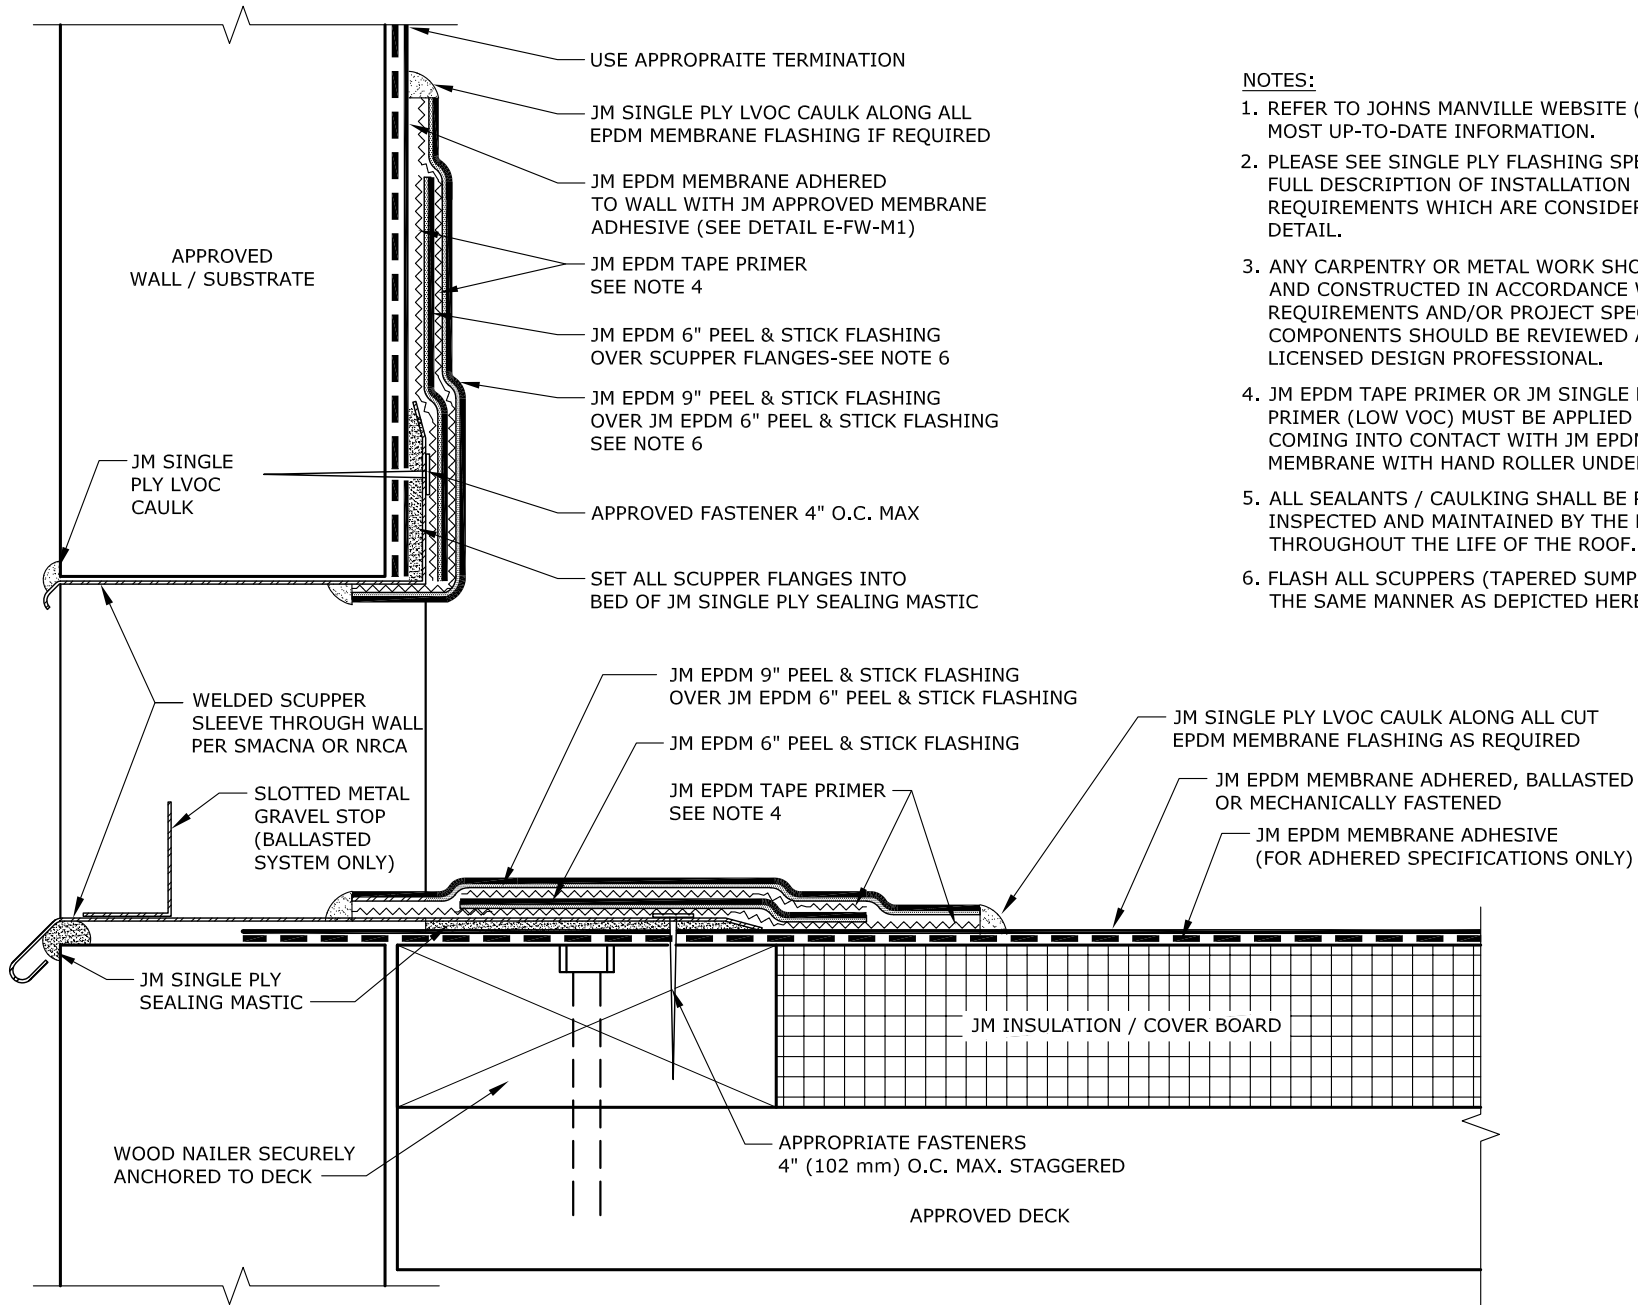 USE APPROPRAITE TERMINATION
JM SINGLE PLY LVOC CAULK ALONG ALL
EPDM MEMBRANE FLASHING IF REQUIRED
JM EPDM MEMBRANE ADHERED
TO WALL WITH JM APPROVED MEMBRANE
ADHESIVE (SEE DETAIL E-FW-M1)
APPROVED
WALL / SUBSTRATE
JM EPDM TAPE PRIMER
SEE NOTE 4
JM EPDM 6" PEEL & STICK FLASHING
OVER SCUPPER FLANGES-SEE NOTE 6
JM EPDM 9" PEEL & STICK FLASHING
OVER JM EPDM 6" PEEL & STICK FLASHING
SEE NOTE 6
JM SINGLE
PLY LVOC
CAULK
APPROVED FASTENER 4" O.C. MAX
SET ALL SCUPPER FLANGES INTO
BED OF JM SINGLE PLY SEALING MASTIC
NOTES:
1. REFER TO JOHNS MANVILLE WEBSITE (
MOST UP-TO-DATE INFORMATION.
2. PLEASE SEE SINGLE PLY FLASHING SPE
FULL DESCRIPTION OF INSTALLATION
REQUIREMENTS WHICH ARE CONSIDER
DETAIL.
3. ANY CARPENTRY OR METAL WORK SHO
AND CONSTRUCTED IN ACCORDANCE W
REQUIREMENTS AND/OR PROJECT SPEC
COMPONENTS SHOULD BE REVIEWED A
LICENSED DESIGN PROFESSIONAL.
4. JM EPDM TAPE PRIMER OR JM SINGLE
PRIMER (LOW VOC) MUST BE APPLIED
COMING INTO CONTACT WITH JM EPDM
MEMBRANE WITH HAND ROLLER UNDER
5. ALL SEALANTS / CAULKING SHALL BE
INSPECTED AND MAINTAINED BY THE
THROUGHOUT THE LIFE OF THE ROOF.
6. FLASH ALL SCUPPERS (TAPERED SUMP
THE SAME MANNER AS DEPICTED HERE
WELDED SCUPPER
SLEEVE THROUGH WALL
PER SMACNA OR NRCA
SLOTTED METAL
GRAVEL STOP
(BALLASTED
SYSTEM ONLY)
JM EPDM 9" PEEL & STICK FLASHING
OVER JM EPDM 6" PEEL & STICK FLASHING
JM EPDM 6" PEEL & STICK FLASHING
JM EPDM TAPE PRIMER
SEE NOTE 4
JM SINGLE PLY LVOC CAULK ALONG ALL CUT
EPDM MEMBRANE FLASHING AS REQUIRED
JM EPDM MEMBRANE ADHERED, BALLASTED
OR MECHANICALLY FASTENED
JM EPDM MEMBRANE ADHESIVE
(FOR ADHERED SPECIFICATIONS ONLY)
JM SINGLE PLY
SEALING MASTIC
JM INSULATION / COVER BOARD
WOOD NAILER SECURELY
ANCHORED TO DECK
APPROPRIATE FASTENERS
4" (102 mm) O.C. MAX. STAGGERED
APPROVED DECK